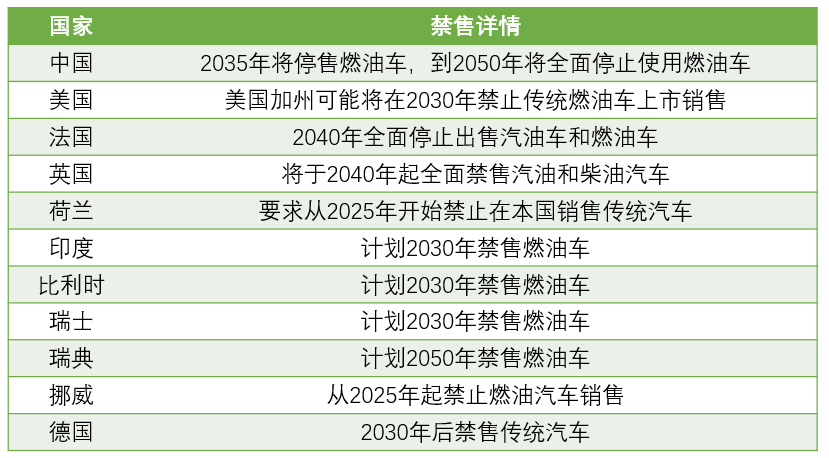 国家 禁售详情
中国 2035年将停售燃油车，到2050年将全面停止使用燃油车
美国 美国加州可能将在2030年禁止传统燃油车上市销售
法国 2040年全面停止出售汽油车和燃油车
英国 将于2040年起全面禁售汽油和柴油汽车
荷兰 要求从2025年开始禁止在本国销售传统汽车
印度 计划2030年禁售燃油车
比利时 计划2030年禁售燃油车
瑞士 计划2030年禁售燃油车
瑞典 计划2050年禁售燃油车
挪威 从2025年起禁止燃油汽车销售
德国 2030年后禁售传统汽车